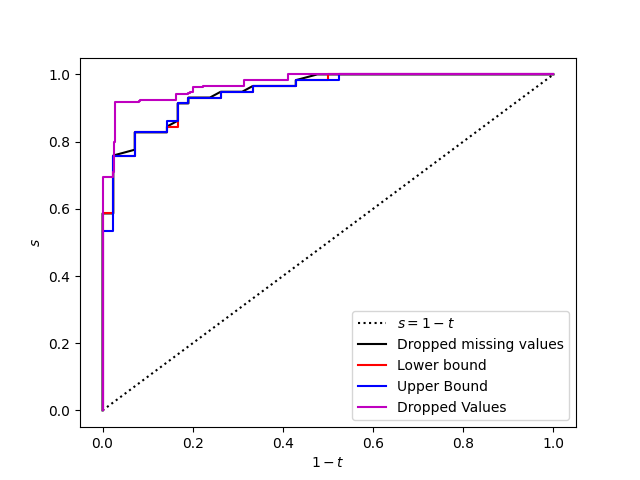 1.0
0.8
0.6
0.4
0.2
0.0
s
0.0 0.2 0.4 0.6 0.8 1.0
1 − t
s = 1 − t
Dropped missing values
Lower bound
Upper Bound
Dropped Values